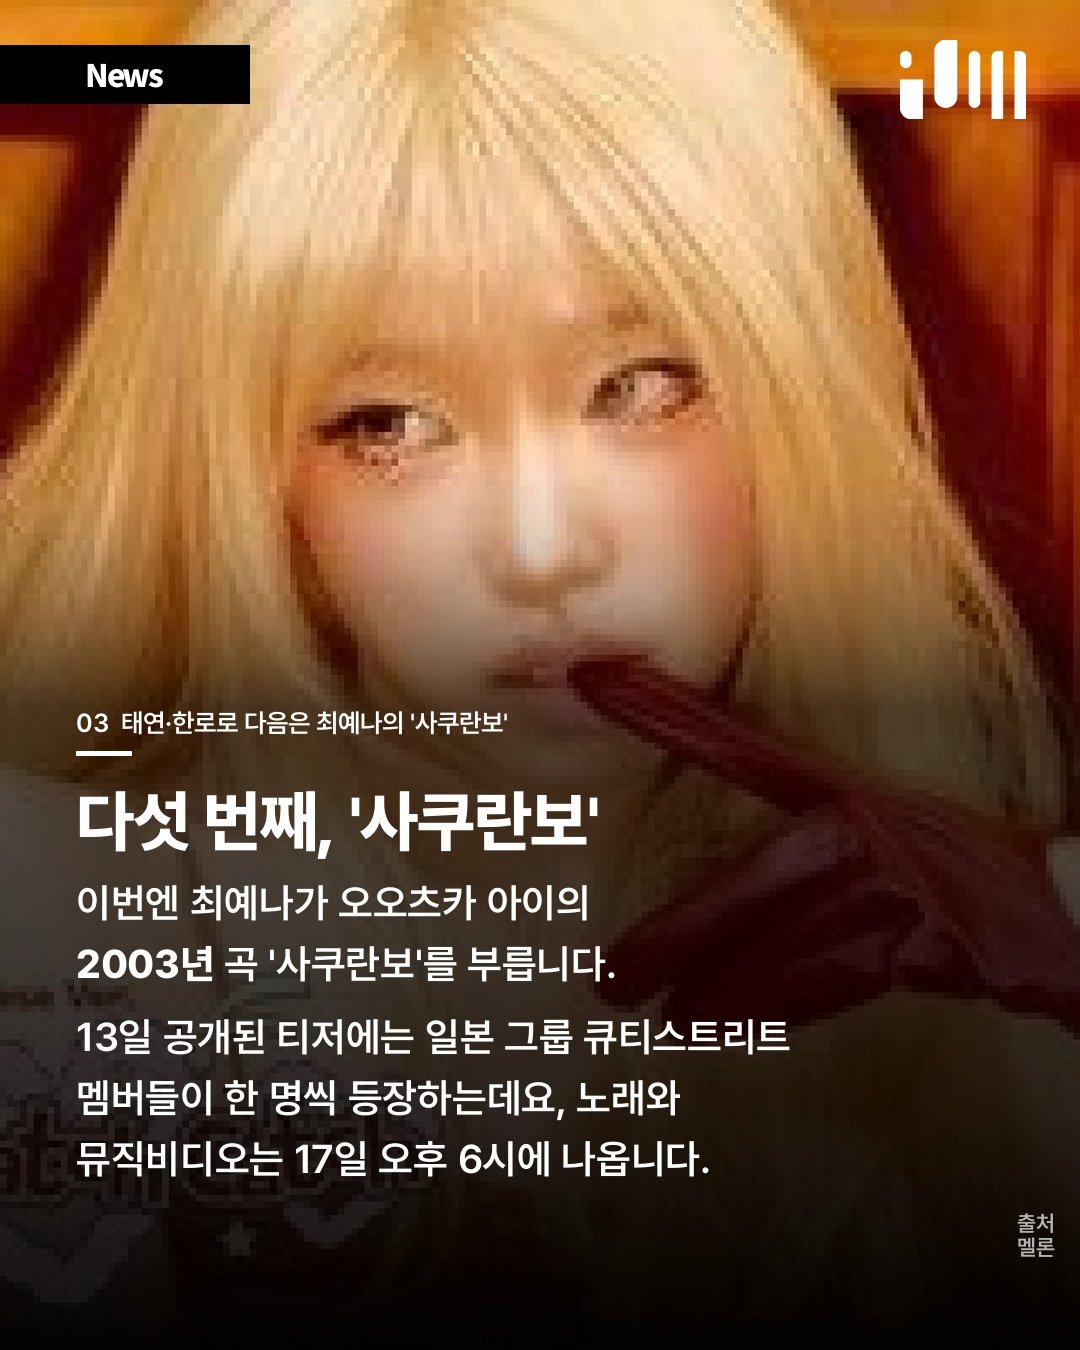 News
03 태연·한로로 다음은 최예나의 '사쿠란보'
다섯 번째, '사쿠란보'
이번엔 최예나가 오오츠카 아이의
2003년 곡 '사쿠란보'를 부릅니다.
13일 공개된 티저에는 일본 그룹 큐티스트리트
멤버들이 한 명씩 등장하는데요, 노래와
뮤직비디오는 17일 오후 6시에 나옵니다.
출처
멜론